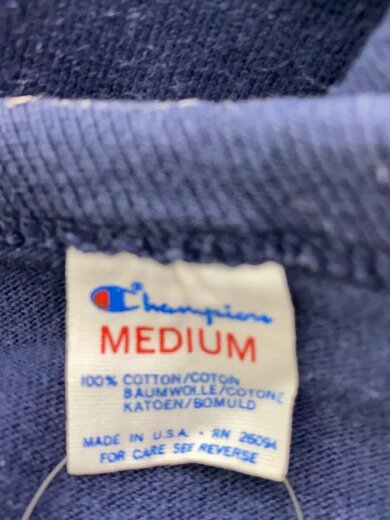 Champion
MEDIUM
100% COTTON/COTON
BAUMWOLLE/COTONE
KATOEN/BOMULD
MADE IN U.S.A. - RN 26094
FOR CARE SEE REVERSE